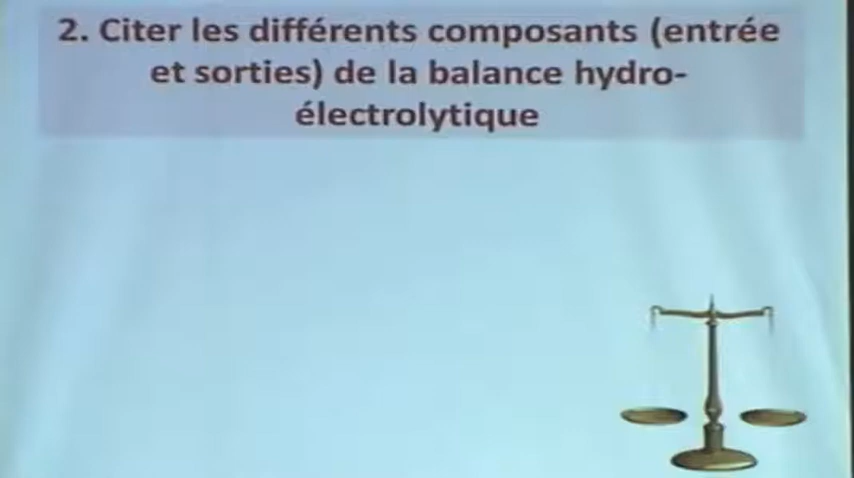 2. Citer les différents composants (entrée
et sorties) de la balance hydro-
électrolytique